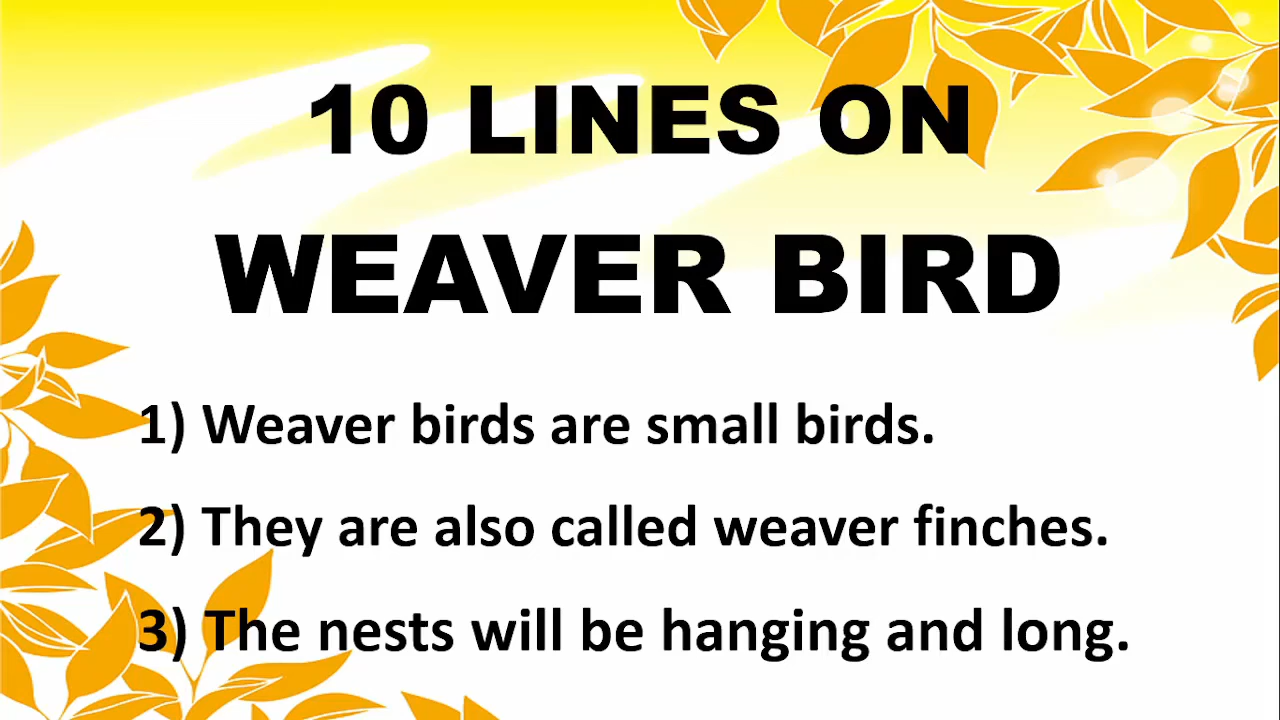 10 LINES ON
WEAVER BIRD
1) Weaver birds are small birds.
2) They are also called weaver finches.
3) The nests will be hanging and long.